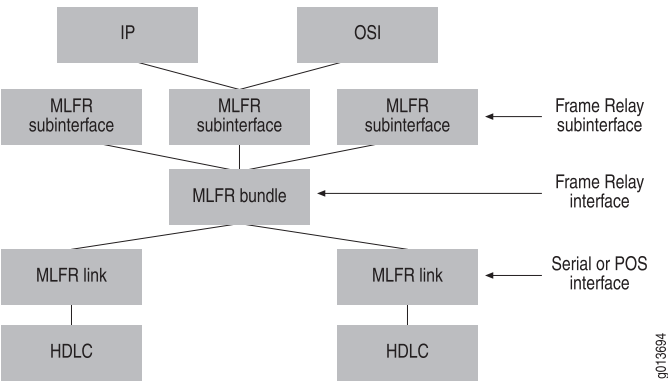 IP
OSI
MLFR
subinterface
MLFR
subinterface
MLFR
subinterface
Frame Relay
subinterface
MLFR bundle
Frame Relay
interface
MLFR link
MLFR link
Serial or POS
interface
HDLC
HDLC
g013694